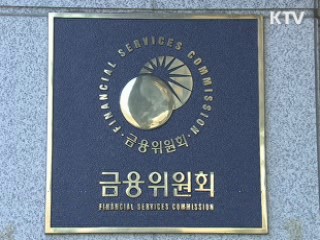 KTV
FINANCIAL SERVICES COMMISSION
·금융위원회·
금융위원회
FINANCIAL SERVICES COMMISSION